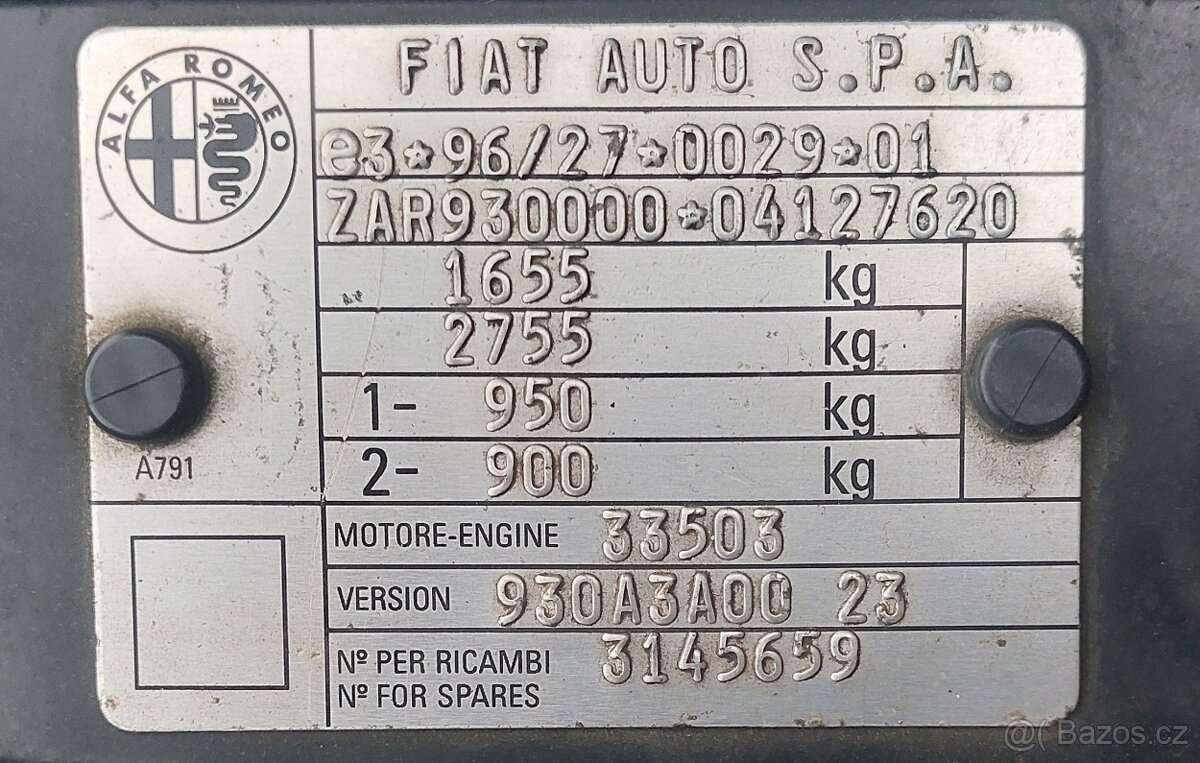 ALFA ROMEO
FIAT AUTO S.P.A.
e3*96/27*0029*01
ZAR930000*04127620
1655 kg
2755 kg
1- 950 kg
2- 900 kg
A791
MOTORE-ENGINE 33503
VERSION 930A3A00 23
Nº PER RICAMBI 3145659
Nº FOR SPARES
@( Bazos.cz